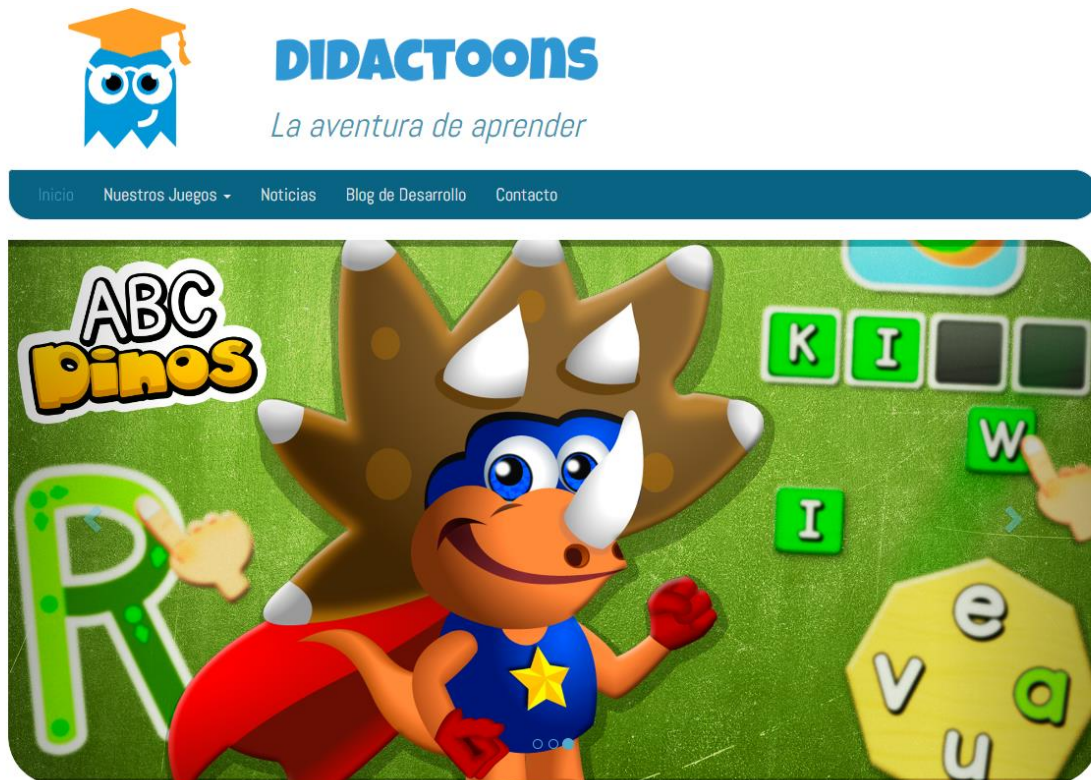 DIDACTOONS
La aventura de aprender
Inicio Nuestros Juegos Noticias Blog de Desarrollo Contacto
ABC
Dinos
K I
W
I
R
e
v a
u